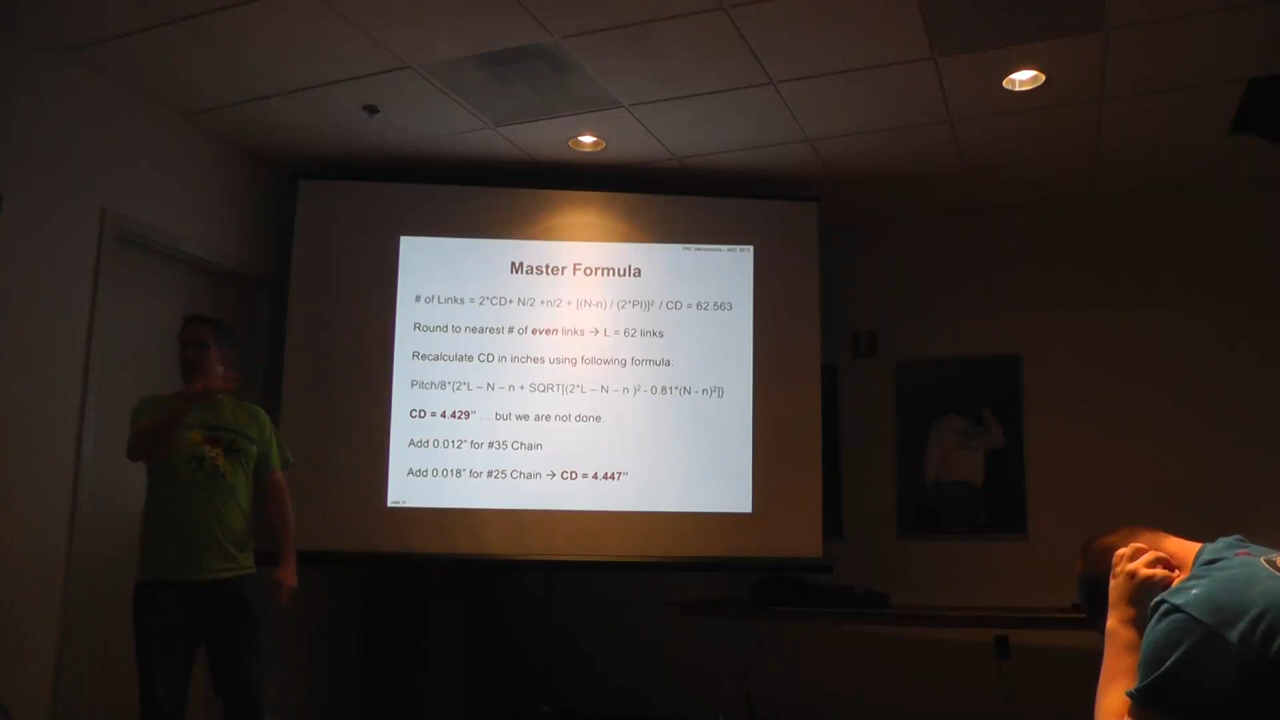 Master Formula
# of Links = 2*CD+ N/2 +n/2 + [(N-n) / (2*PI)]² / CD = 62.563
Round to nearest # of even links → L = 62 links
Recalculate CD in inches using following formula:
Pitch/8*{2*L – N – n + SQRT[(2*L – N – n )² - 0.81*(N - n)²]}
CD = 4.429" … but we are not done.
Add 0.012" for #35 Chain
Add 0.018" for #25 Chain → CD = 4.447"